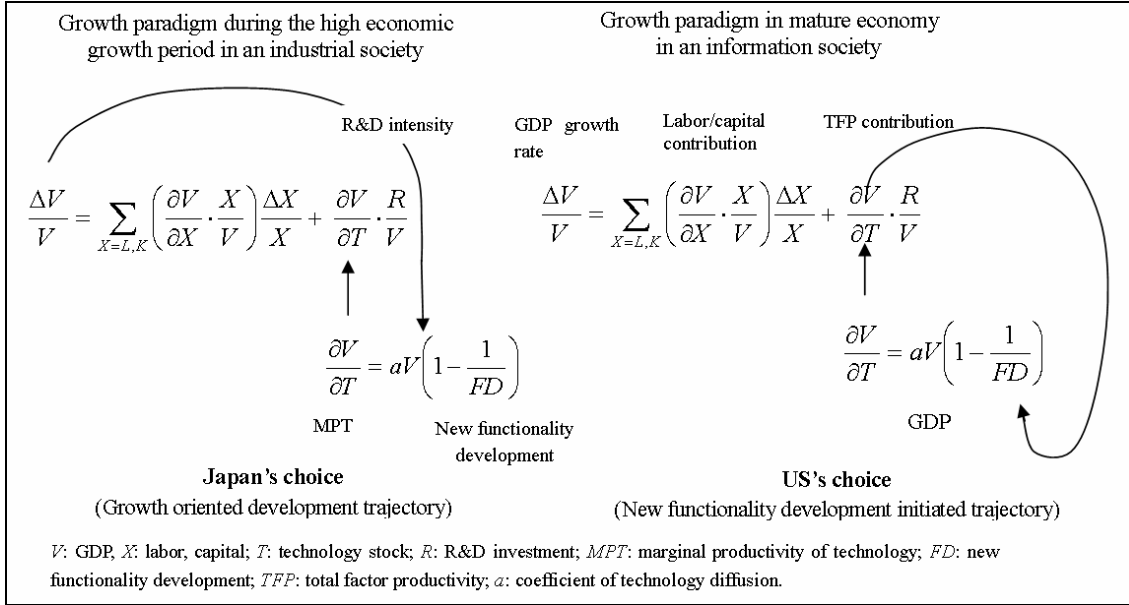 Growth paradigm during the high economic
growth period in an industrial society
R&D intensity
ΔV/V = ∑_{X=L,K} (∂V/∂X · X/V) ΔX/X + ∂V/∂T · R/V
∂V/∂T = aV(1 − 1/FD)
MPT
New functionality
development
Japan's choice
(Growth oriented development trajectory)
Growth paradigm in mature economy
in an information society
GDP growth
rate
Labor/capital
contribution
TFP contribution
ΔV/V = ∑_{X=L,K} (∂V/∂X · X/V) ΔX/X + ∂V/∂T · R/V
∂V/∂T = aV(1 − 1/FD)
GDP
US's choice
(New functionality development initiated trajectory)
V: GDP, X: labor, capital; T: technology stock; R: R&D investment; MPT: marginal productivity of technology; FD: new
functionality development; TFP: total factor productivity; a: coefficient of technology diffusion.